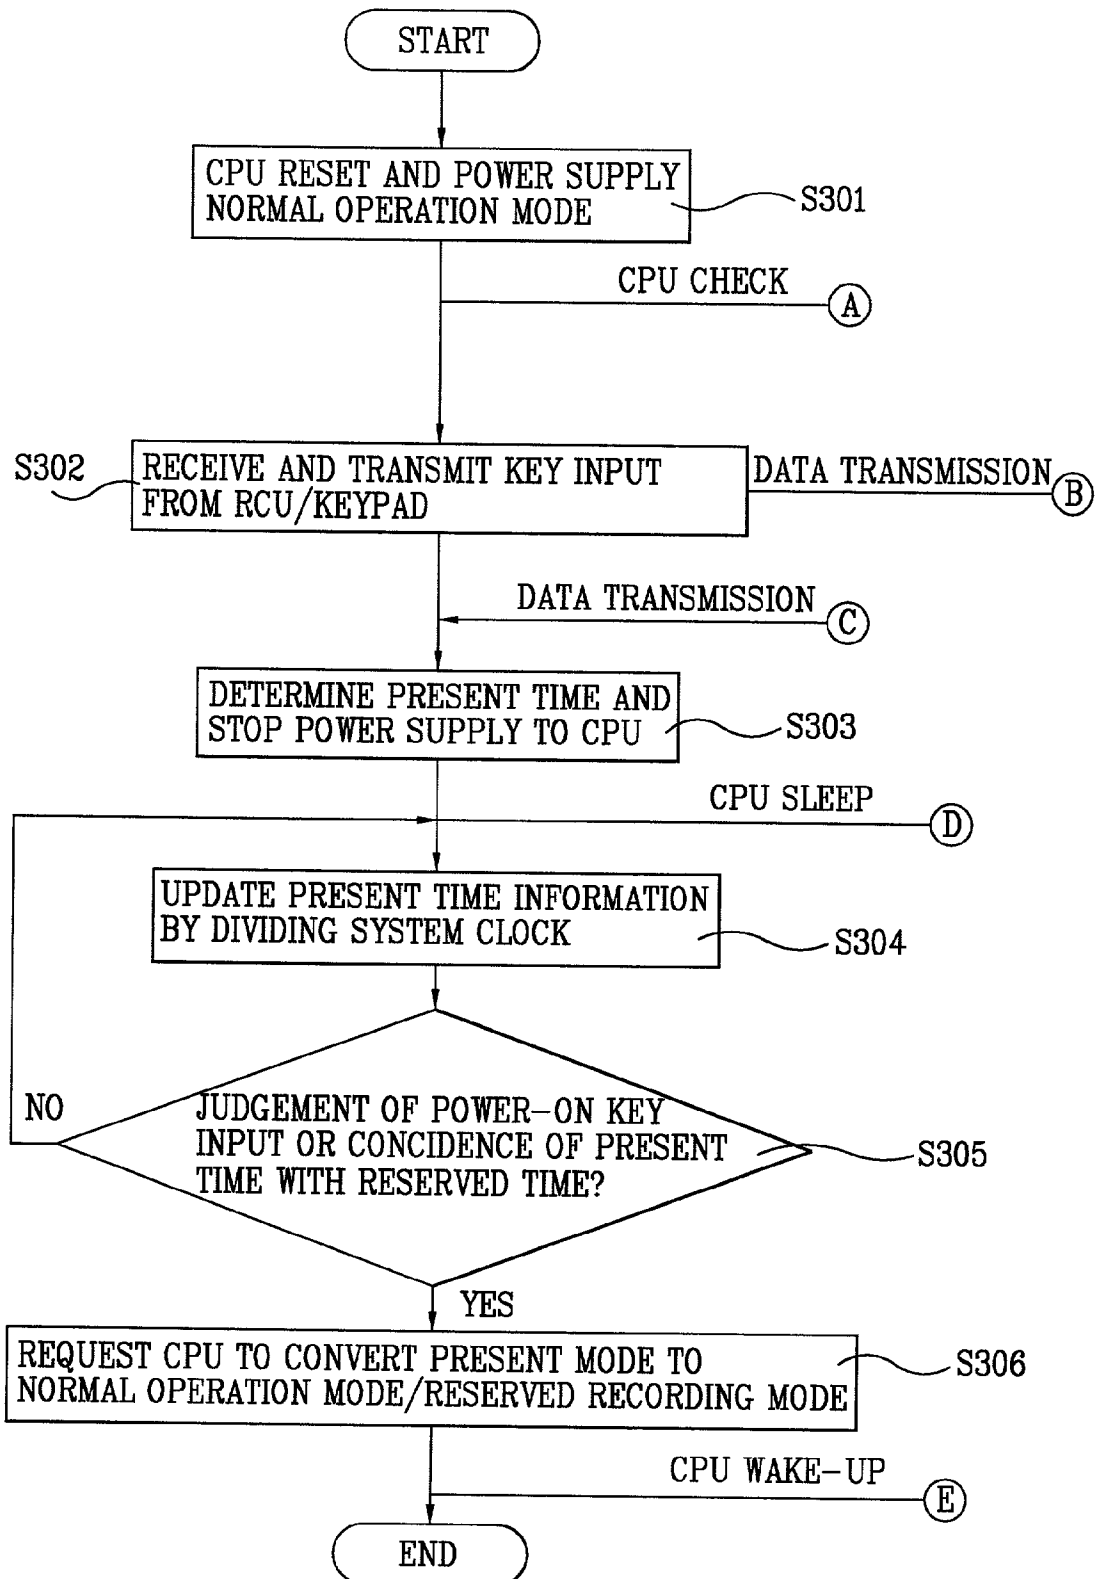 START
CPU RESET AND POWER SUPPLY
NORMAL OPERATION MODE
S301
CPU CHECK
A
S302
RECEIVE AND TRANSMIT KEY INPUT
FROM RCU/KEYPAD
DATA TRANSMISSION
B
DATA TRANSMISSION
C
DETERMINE PRESENT TIME AND
STOP POWER SUPPLY TO CPU
S303
CPU SLEEP
D
UPDATE PRESENT TIME INFORMATION
BY DIVIDING SYSTEM CLOCK
S304
NO
JUDGEMENT OF POWER-ON KEY
INPUT OR CONCIDENCE OF PRESENT
TIME WITH RESERVED TIME?
S305
YES
REQUEST CPU TO CONVERT PRESENT MODE TO
NORMAL OPERATION MODE/RESERVED RECORDING MODE
S306
CPU WAKE-UP
E
END